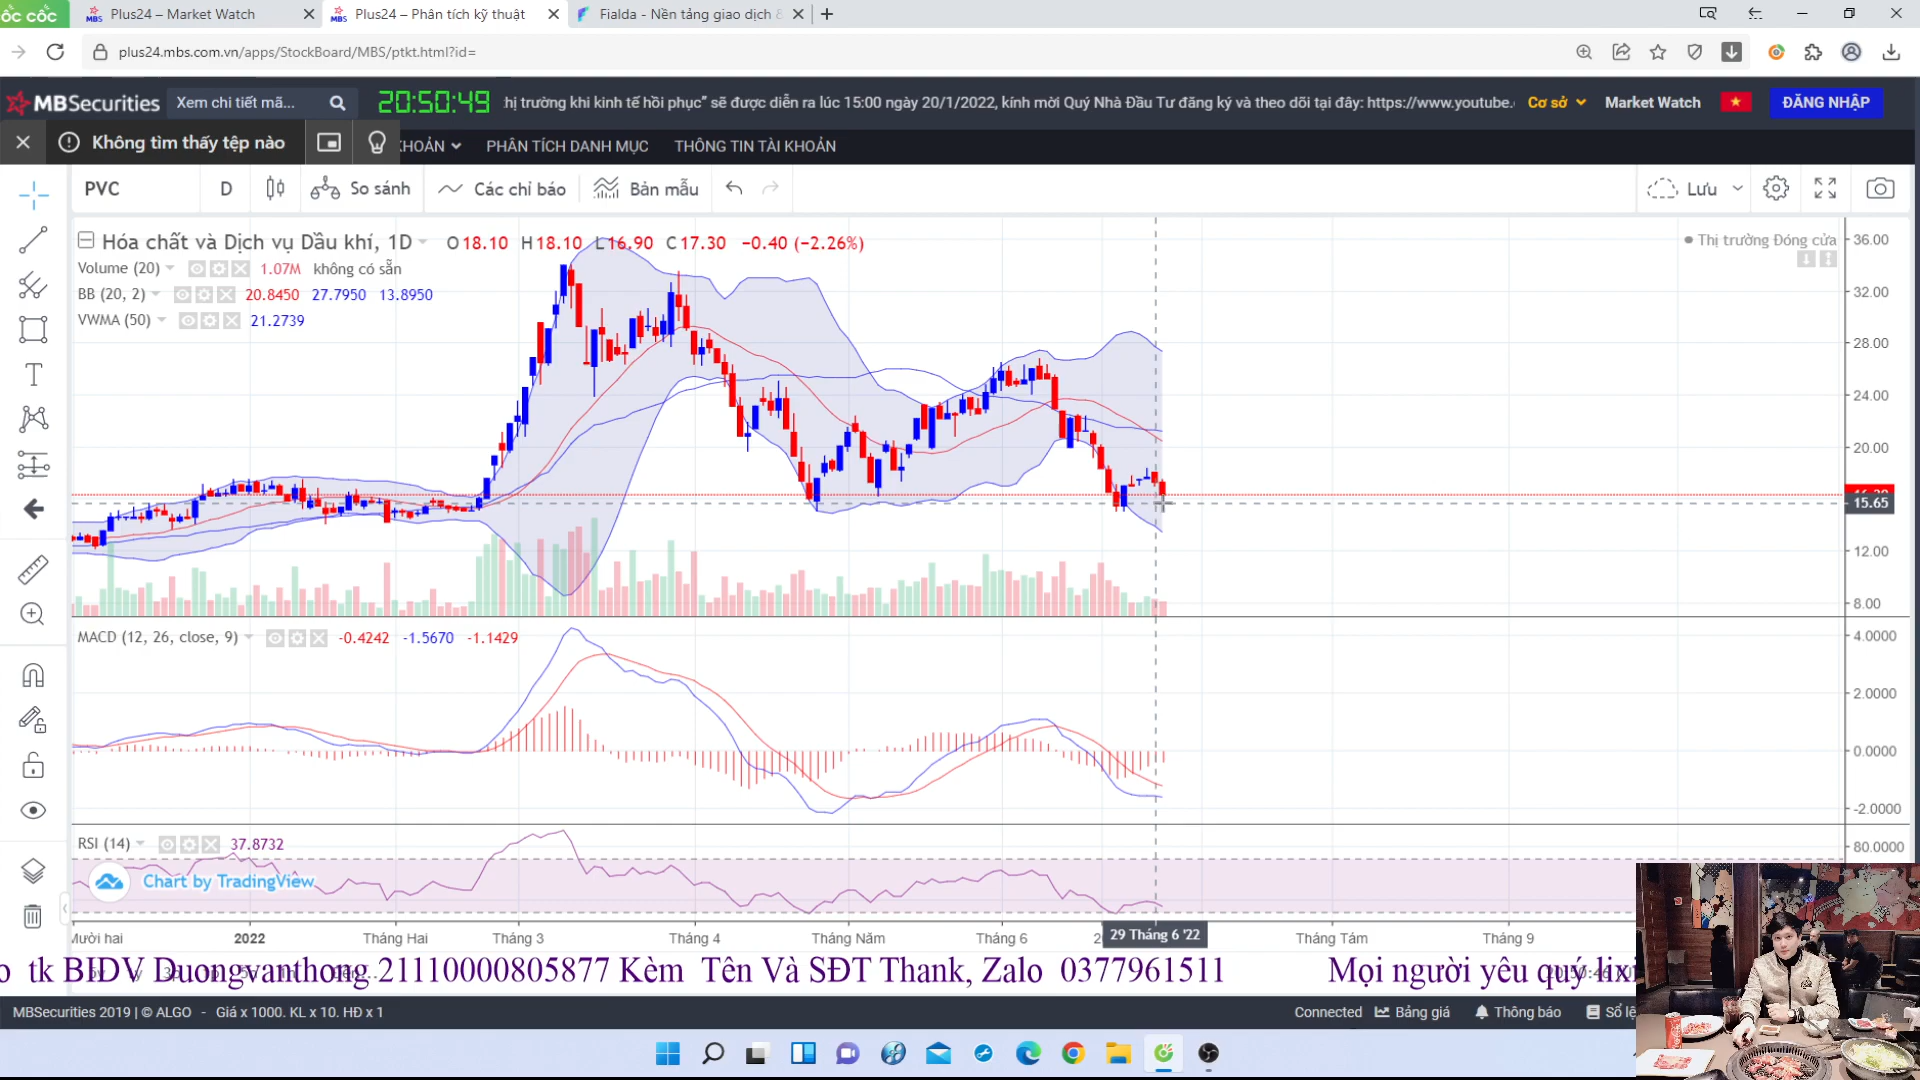 ốc cốc
Plus24 – Market Watch
Plus24 – Phân tích kỹ thuật
Fialda - Nền tảng giao dịch
plus24.mbs.com.vn/apps/StockBoard/MBS/ptkt.html?id=
MBSecurities
Xem chi tiết mã...
20:50:49
hị trường khi kinh tế hồi phục” sẽ được diễn ra lúc 15:00 ngày 20/1/2022, kính mời Quý Nhà Đầu Tư đăng ký và theo dõi tại đây: https://www.youtube.
Cơ sở
Market Watch
ĐĂNG NHẬP
Không tìm thấy tệp nào
KHOẢN
PHÂN TÍCH DANH MỤC
THÔNG TIN TÀI KHOẢN
PVC
D
So sánh
Các chỉ báo
Bản mẫu
Lưu
Hóa chất và Dịch vụ Dầu khí, 1D
O18.10 H18.10 L16.90 C17.30 −0.40 (−2.26%)
Thị trường Đóng cửa
Volume (20) 1.07M không có sẵn
BB (20, 2) 20.8450 27.7950 13.8950
VWMA (50) 21.2739
36.00
32.00
28.00
24.00
20.00
15.65
12.00
8.00
MACD (12, 26, close, 9) -0.4242 -1.5670 -1.1429
4.0000
2.0000
0.0000
-2.0000
RSI (14) 37.8732
80.0000
Chart by TradingView
Mười hai
2022
Tháng Hai
Tháng 3
Tháng 4
Tháng Năm
Tháng 6
29 Tháng 6 '22
Tháng Tám
Tháng 9
o tk BIDV Duongvanthong 21110000805877 Kèm Tên Và SĐT Thank, Zalo 0377961511
Mọi người yêu quý lixi
MBSecurities 2019 | © ALGO - Giá x 1000. KL x 10. HĐ x 1
Connected
Bảng giá
Thông báo
Sổ lệ